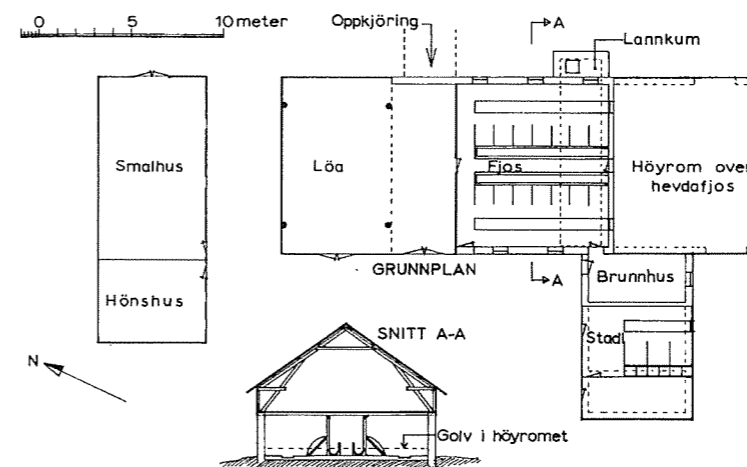 0 5 10 meter
Oppkjöring
A
Lannkum
Smalhus
Löa
Fjos
Höyrom over
hevdafjos
Hönshus
GRUNNPLAN
A
Brunnhus
Stadl
SNITT A-A
N
Golv i höyromet